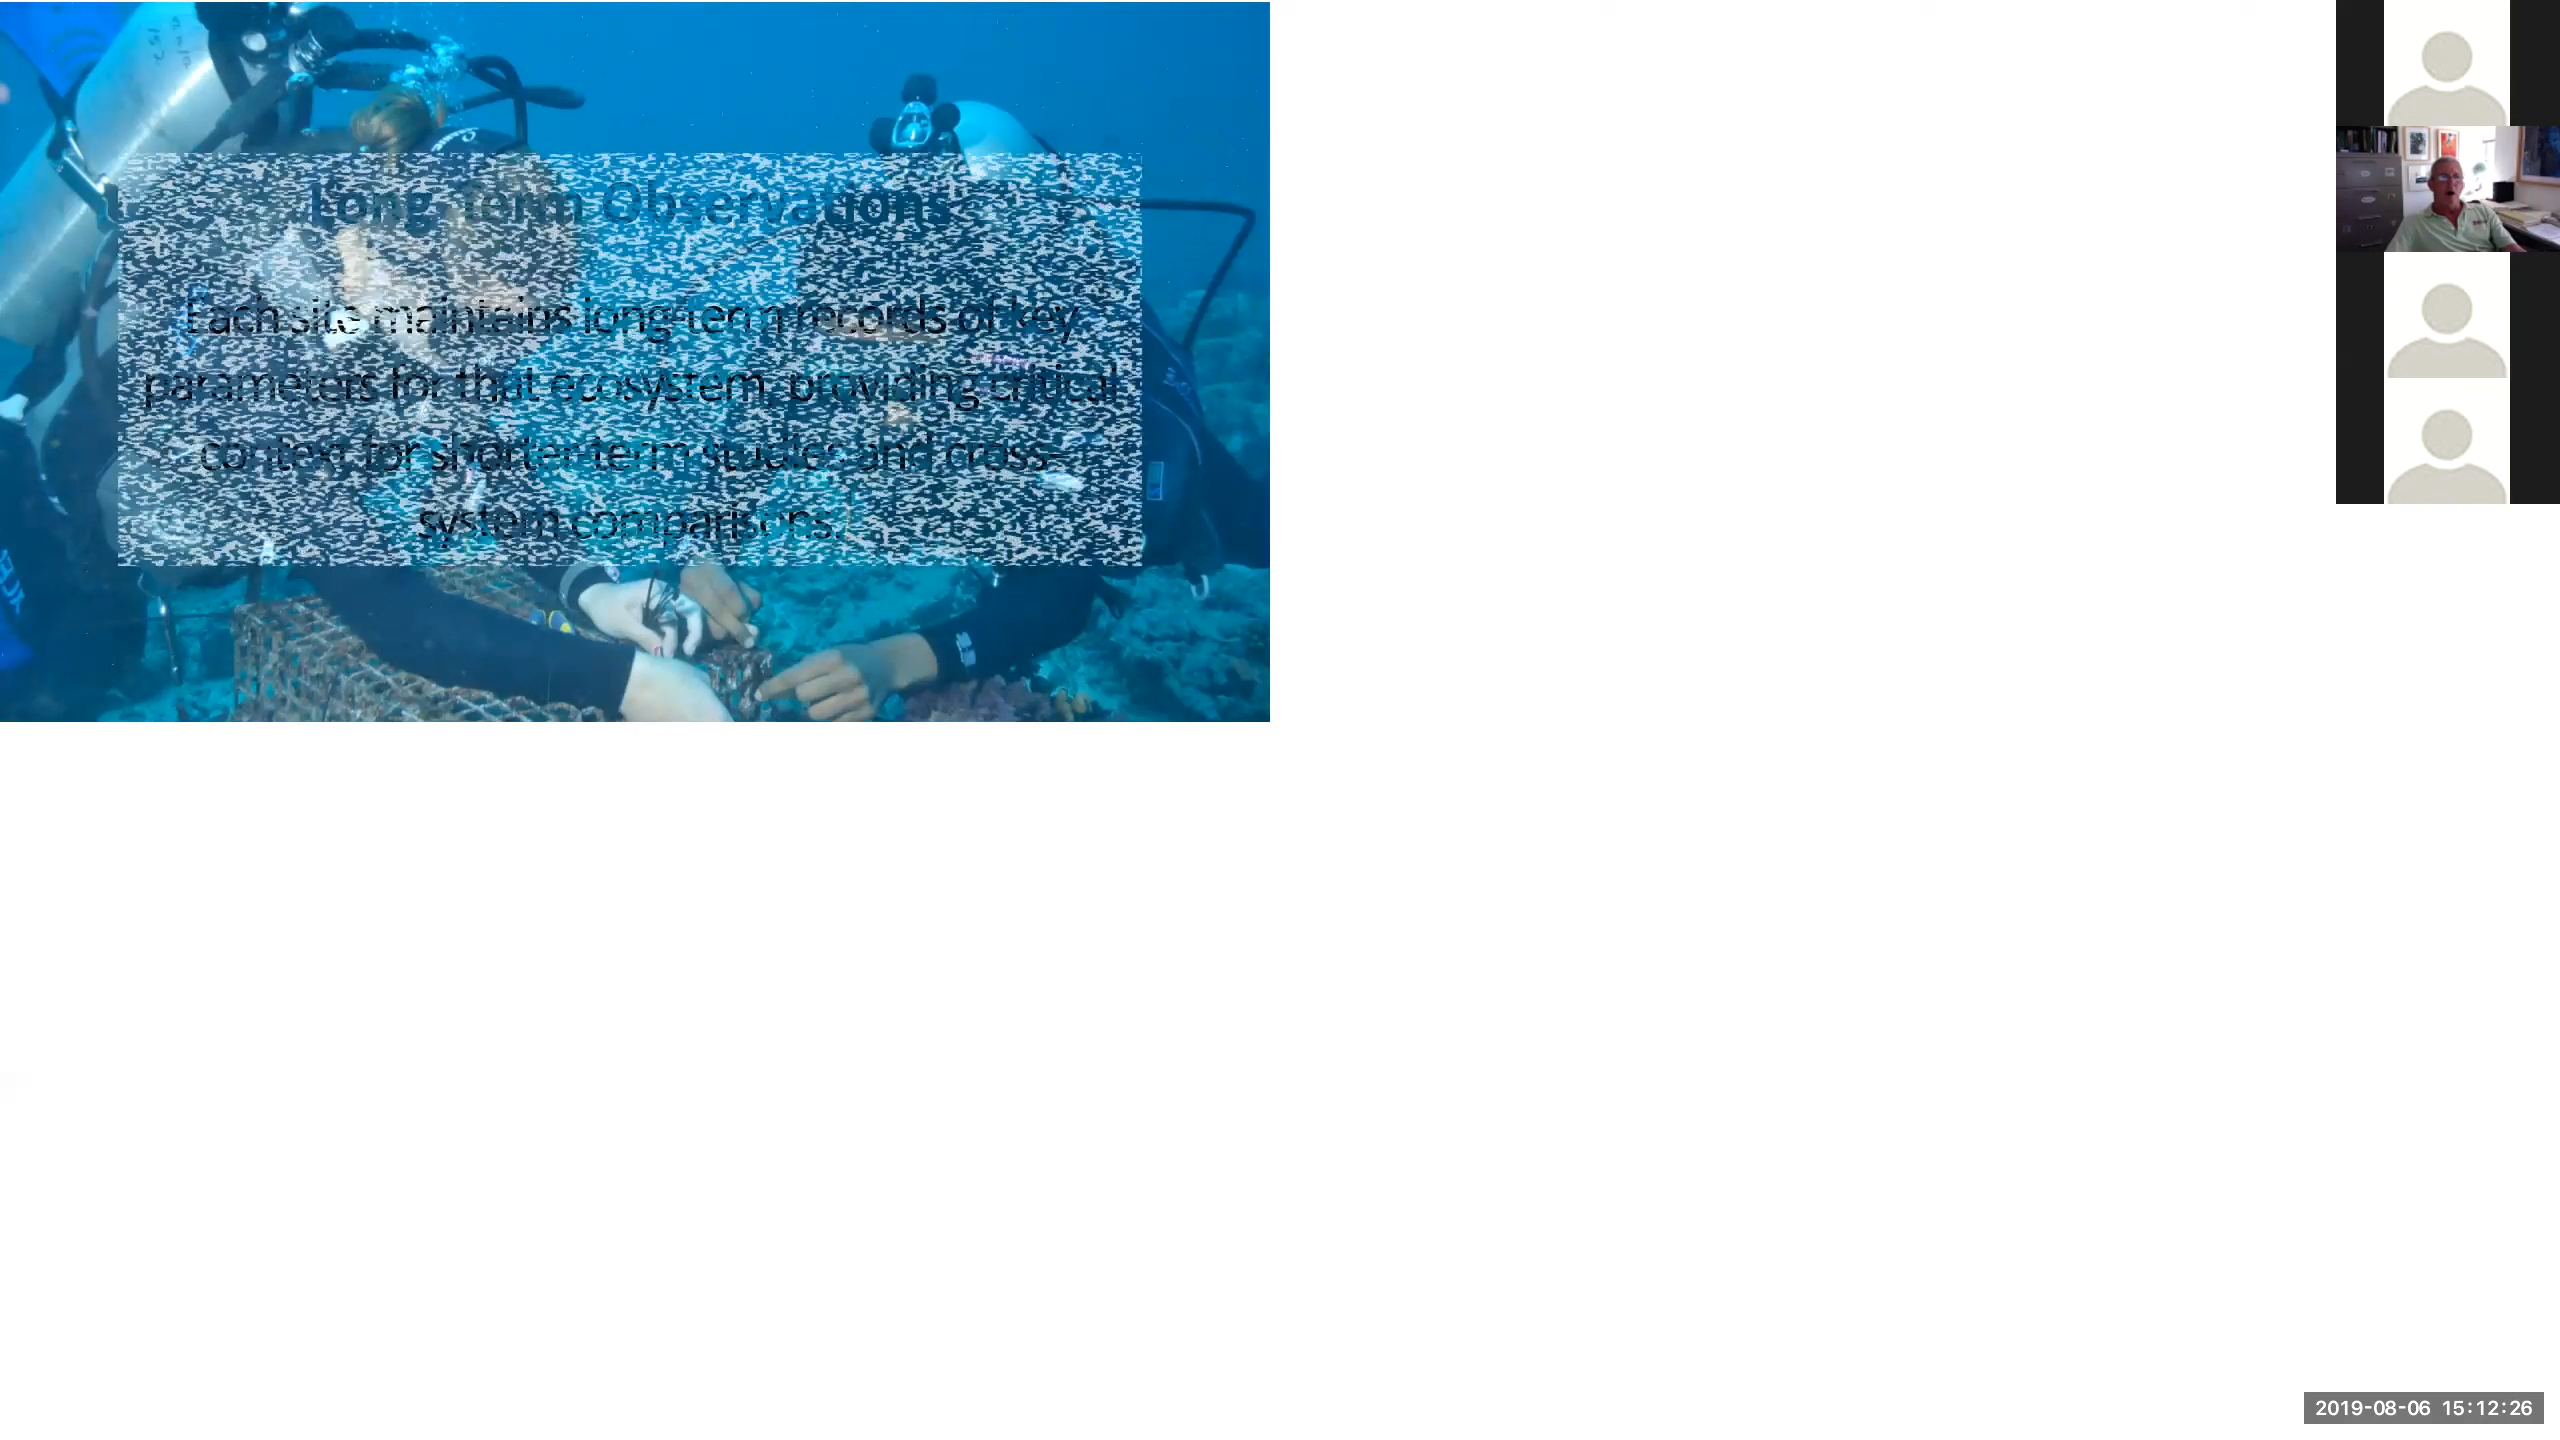 Long-Term Observations
Each site maintains long-term records of key
parameters for that ecosystem, providing critical
context for shorter-term studies and cross-
system comparisons.
2019-08-06 15:12:26